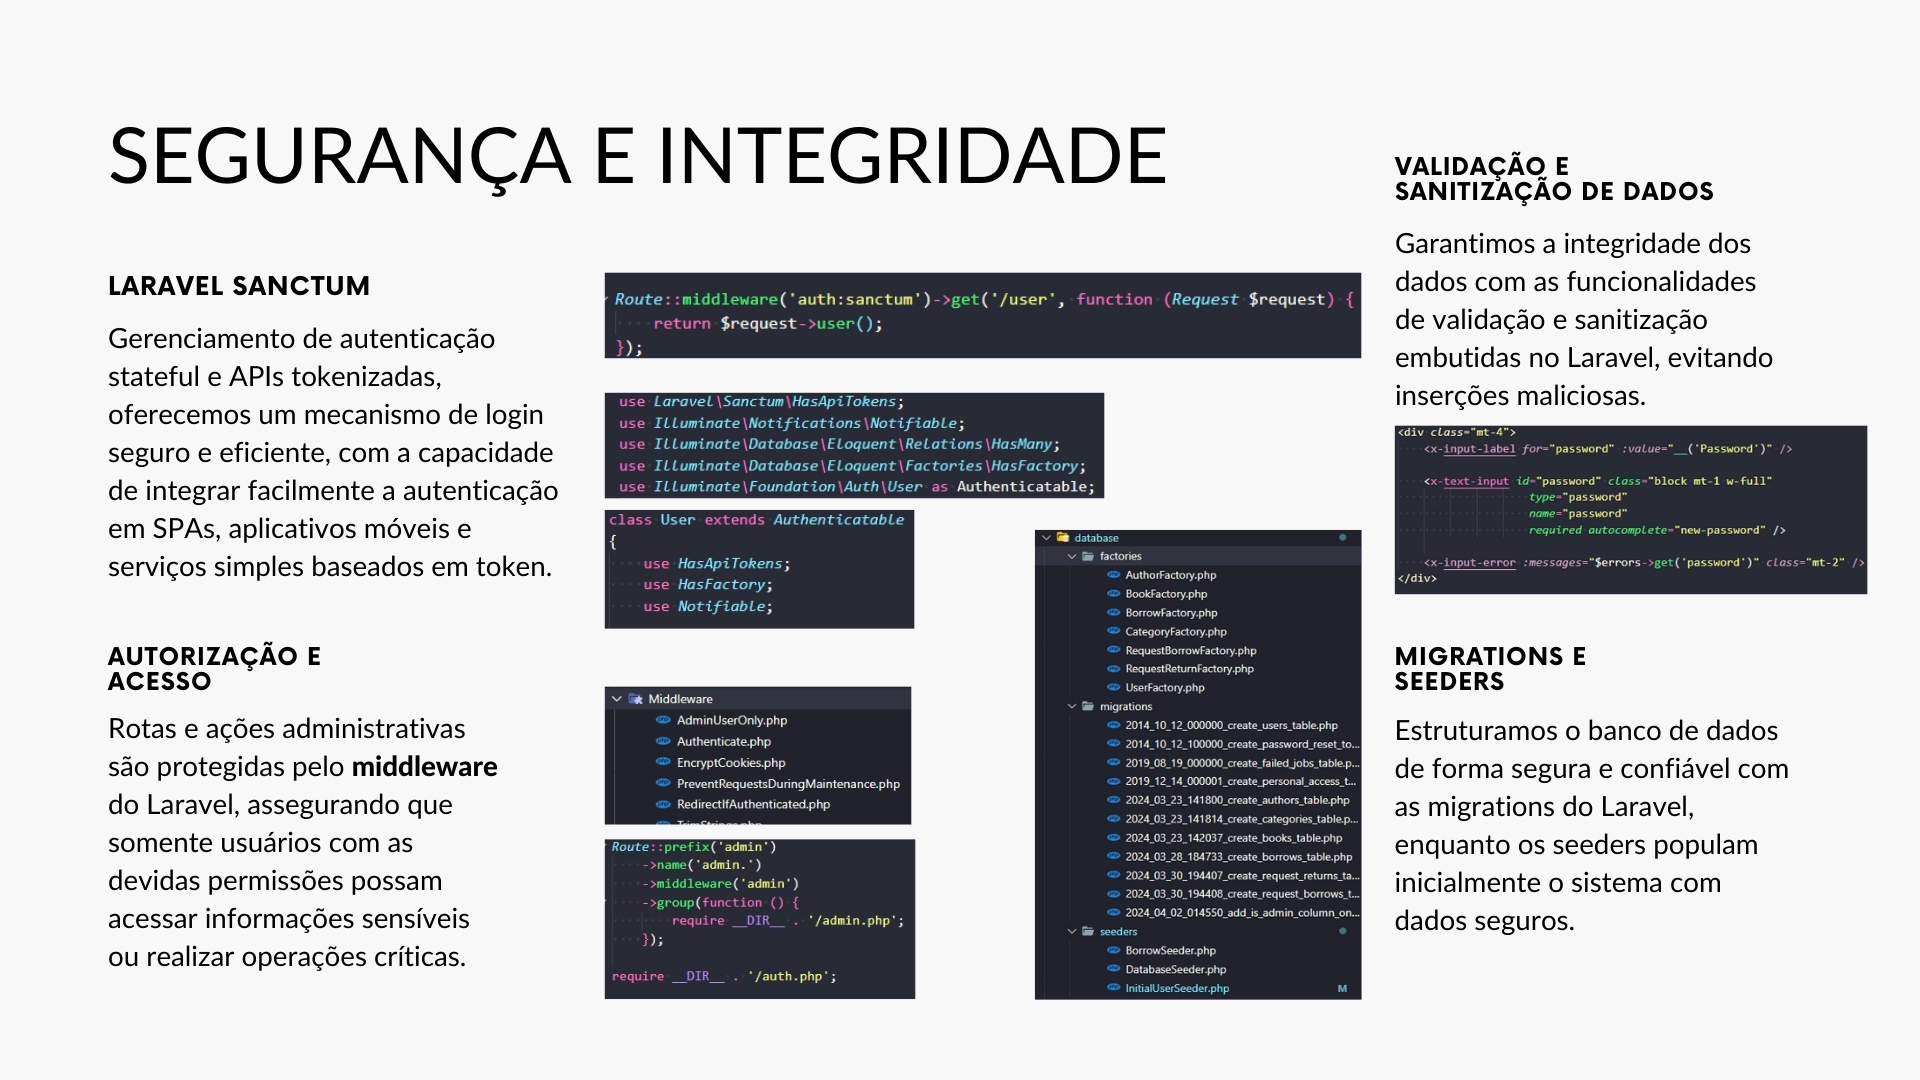 SEGURANÇA E INTEGRIDADE
LARAVEL SANCTUM
Gerenciamento de autenticação
stateful e APIs tokenizadas,
oferecemos um mecanismo de login
seguro e eficiente, com a capacidade
de integrar facilmente a autenticação
em SPAs, aplicativos móveis e
serviços simples baseados em token.
AUTORIZAÇÃO E
ACESSO
Rotas e ações administrativas
são protegidas pelo middleware
do Laravel, assegurando que
somente usuários com as
devidas permissões possam
acessar informações sensíveis
ou realizar operações críticas.
Route::middleware('auth:sanctum')->get('/user', function (Request $request) {
return $request->user();
});
use Laravel\Sanctum\HasApiTokens;
use Illuminate\Notifications\Notifiable;
use Illuminate\Database\Eloquent\Relations\HasMany;
use Illuminate\Database\Eloquent\Factories\HasFactory;
use Illuminate\Foundation\Auth\User as Authenticatable;
class User extends Authenticatable
{
use HasApiTokens;
use HasFactory;
use Notifiable;
Middleware
AdminUserOnly.php
Authenticate.php
EncryptCookies.php
PreventRequestsDuringMaintenance.php
RedirectIfAuthenticated.php
TrimStrings.php
Route::prefix('admin')
->name('admin.')
->middleware('admin')
->group(function () {
require __DIR__ . '/admin.php';
});
require __DIR__ . '/auth.php';
database
factories
AuthorFactory.php
BookFactory.php
BorrowFactory.php
CategoryFactory.php
RequestBorrowFactory.php
RequestReturnFactory.php
UserFactory.php
migrations
2014_10_12_000000_create_users_table.php
2014_10_12_100000_create_password_reset_to...
2019_08_19_000000_create_failed_jobs_table.p...
2019_12_14_000001_create_personal_access_t...
2024_03_23_141800_create_authors_table.php
2024_03_23_141814_create_categories_table.p...
2024_03_23_142037_create_books_table.php
2024_03_28_184733_create_borrows_table.php
2024_03_30_194407_create_request_returns_ta...
2024_03_30_194408_create_request_borrows_t...
2024_04_02_014550_add_is_admin_column_on...
seeders
BorrowSeeder.php
DatabaseSeeder.php
InitialUserSeeder.php M
VALIDAÇÃO E
SANITIZAÇÃO DE DADOS
Garantimos a integridade dos
dados com as funcionalidades
de validação e sanitização
embutidas no Laravel, evitando
inserções maliciosas.
<div class="mt-4">
<x-input-label for="password" :value="__('Password')" />
<x-text-input id="password" class="block mt-1 w-full"
type="password"
name="password"
required autocomplete="new-password" />
<x-input-error :messages="$errors->get('password')" class="mt-2" />
</div>
MIGRATIONS E
SEEDERS
Estruturamos o banco de dados
de forma segura e confiável com
as migrations do Laravel,
enquanto os seeders populam
inicialmente o sistema com
dados seguros.